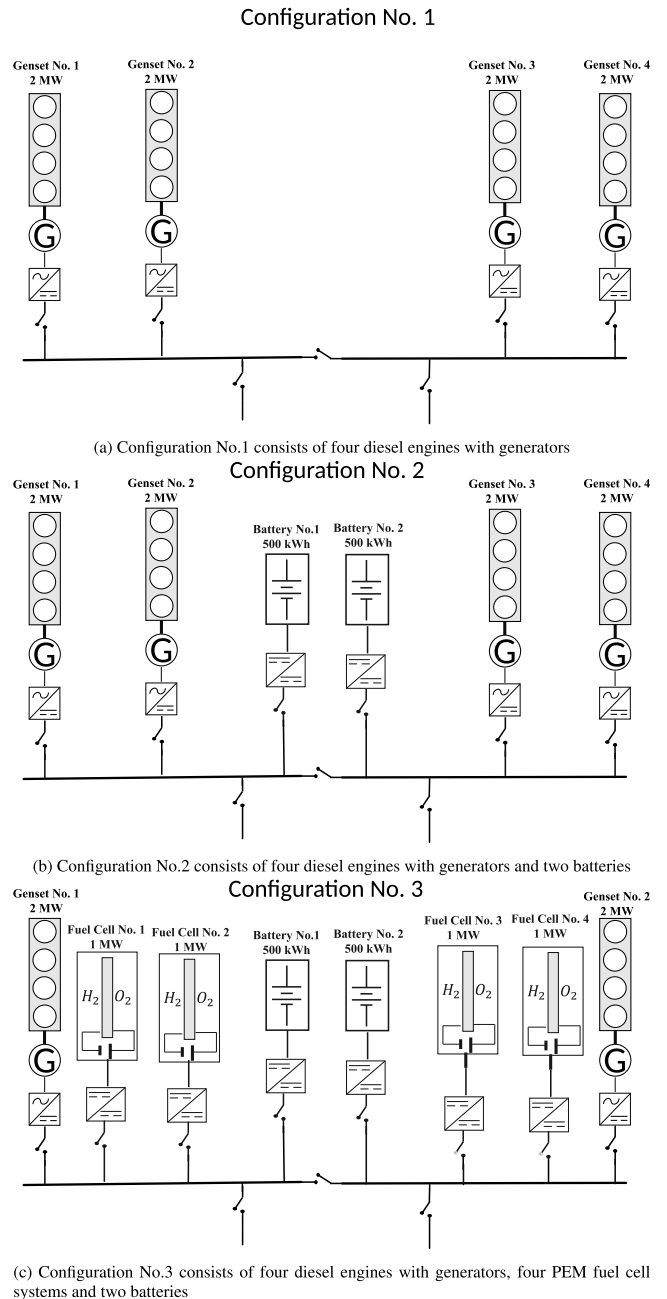 Configuration No. 1
Genset No. 1
2 MW
Genset No. 2
2 MW
Genset No. 3
2 MW
Genset No. 4
2 MW
G
G
G
G
(a) Configuration No.1 consists of four diesel engines with generators
Configuration No. 2
Genset No. 1
2 MW
Genset No. 2
2 MW
Battery No.1
500 kWh
Battery No. 2
500 kWh
Genset No. 3
2 MW
Genset No. 4
2 MW
G
G
G
G
(b) Configuration No.2 consists of four diesel engines with generators and two batteries
Configuration No. 3
Genset No. 1
2 MW
Fuel Cell No. 1
1 MW
Fuel Cell No. 2
1 MW
Battery No.1
500 kWh
Battery No. 2
500 kWh
Fuel Cell No. 3
1 MW
Fuel Cell No. 4
1 MW
Genset No. 2
2 MW
H₂ O₂
H₂ O₂
H₂ O₂
H₂ O₂
G
G
(c) Configuration No.3 consists of four diesel engines with generators, four PEM fuel cell
systems and two batteries